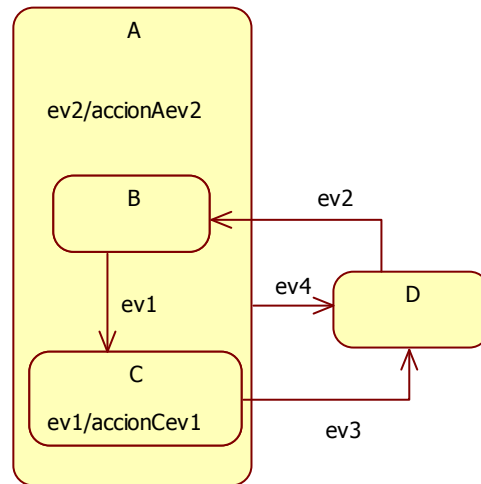 A
ev2/accionAev2
B
ev2
ev4
D
ev1
C
ev1/accionCev1
ev3